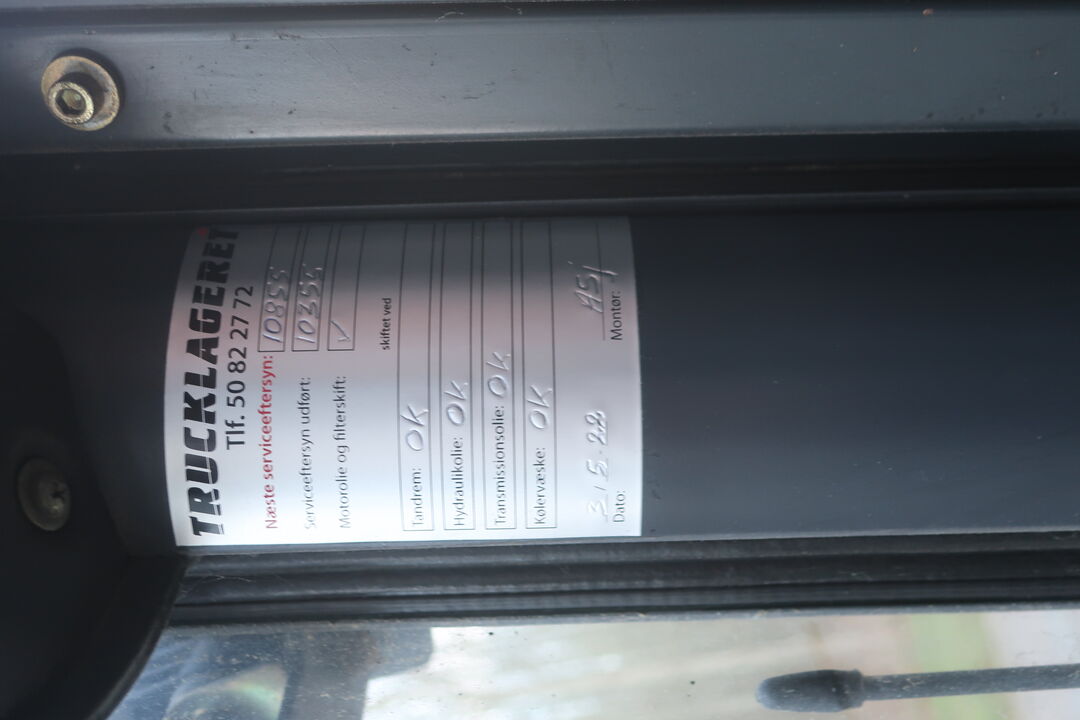 TRUCKLAGERET
Tlf. 50 82 27 72
Næste serviceeftersyn: 10855
Serviceeftersyn udført: 10355
Motorolie og filterskift: ✓
skiftet ved
Tandrem: OK
Hydraulikolie: OK
Transmissionsolie: OK
Kølervæske: OK
3/5-22 ASJ
Dato: Montør: